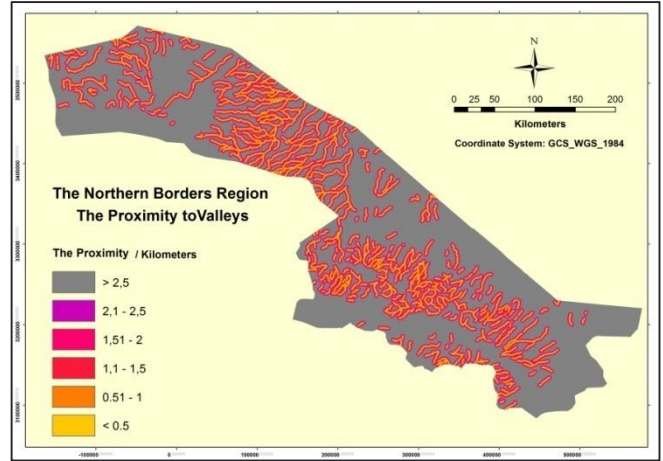 N
0 25 50 100 150 200
Kilometers
Coordinate System: GCS_WGS_1984
The Northern Borders Region
The Proximity toValleys
The Proximity / Kilometers
> 2,5
2,1 - 2,5
1,51 - 2
1,1 - 1,5
0.51 - 1
< 0.5